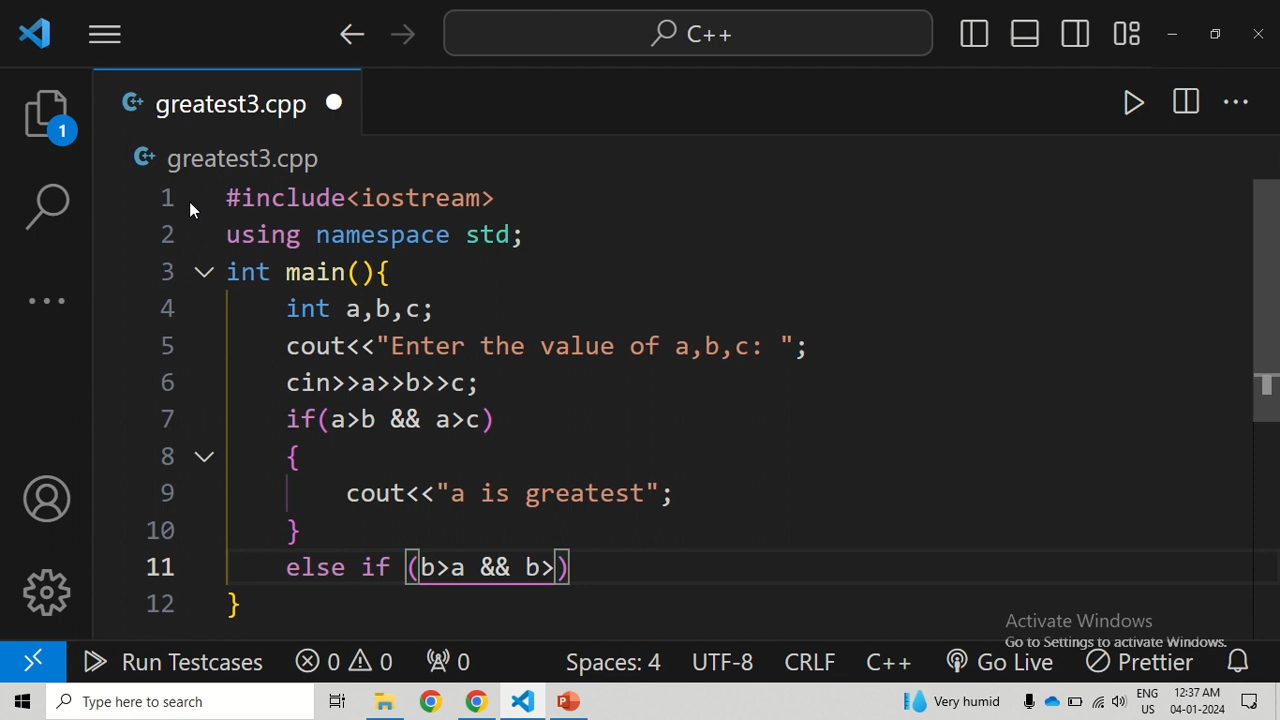 C++
greatest3.cpp
1
greatest3.cpp
1 #include<iostream>
2 using namespace std;
3 int main(){
4 int a,b,c;
5 cout<<"Enter the value of a,b,c: ";
6 cin>>a>>b>>c;
7 if(a>b && a>c)
8 {
9 cout<<"a is greatest";
10 }
11 else if (b>a && b>)
12 }
Activate Windows
Go to Settings to activate Windows.
Run Testcases 0 0 0 Spaces: 4 UTF-8 CRLF C++ Go Live Prettier
Type here to search Very humid ENG 12:37 AM
04-01-2024